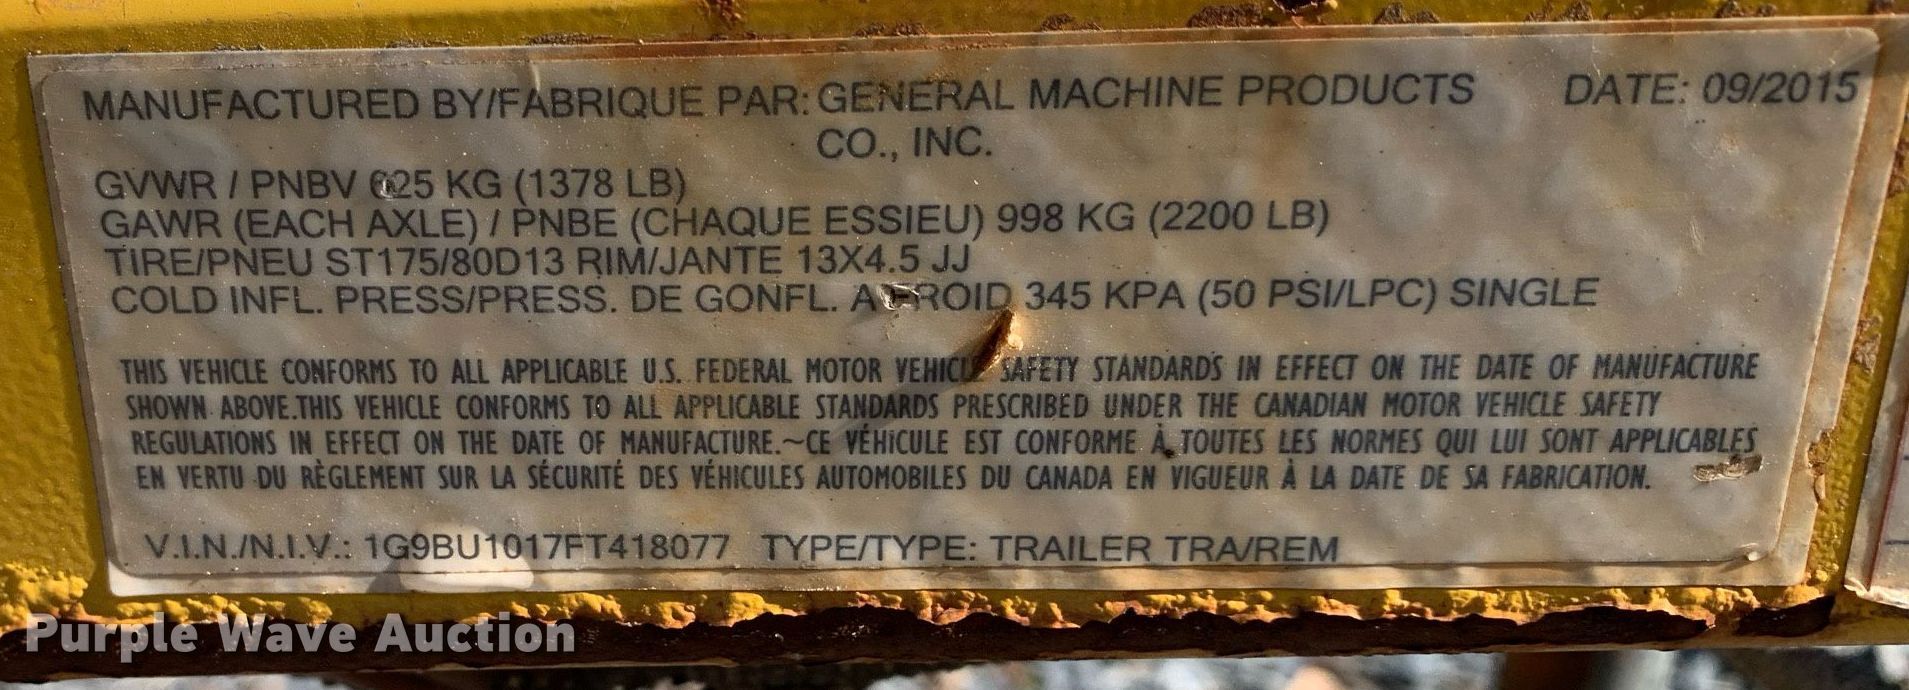 MANUFACTURED BY/FABRIQUE PAR: GENERAL MACHINE PRODUCTS DATE: 09/2015
CO., INC.
GVWR / PNBV 625 KG (1378 LB)
GAWR (EACH AXLE) / PNBE (CHAQUE ESSIEU) 998 KG (2200 LB)
TIRE/PNEU ST175/80D13 RIM/JANTE 13X4.5 JJ
COLD INFL. PRESS/PRESS. DE GONFL. A FROID 345 KPA (50 PSI/LPC) SINGLE
THIS VEHICLE CONFORMS TO ALL APPLICABLE U.S. FEDERAL MOTOR VEHICLE SAFETY STANDARDS IN EFFECT ON THE DATE OF MANUFACTURE
SHOWN ABOVE.THIS VEHICLE CONFORMS TO ALL APPLICABLE STANDARDS PRESCRIBED UNDER THE CANADIAN MOTOR VEHICLE SAFETY
REGULATIONS IN EFFECT ON THE DATE OF MANUFACTURE.~CE VÉHICULE EST CONFORME À TOUTES LES NORMES QUI LUI SONT APPLICABLES
EN VERTU DU RÈGLEMENT SUR LA SÉCURITÉ DES VÉHICULES AUTOMOBILES DU CANADA EN VIGUEUR À LA DATE DE SA FABRICATION.
V.I.N./N.I.V.: 1G9BU1017FT418077 TYPE/TYPE: TRAILER TRA/REM
Purple Wave Auction